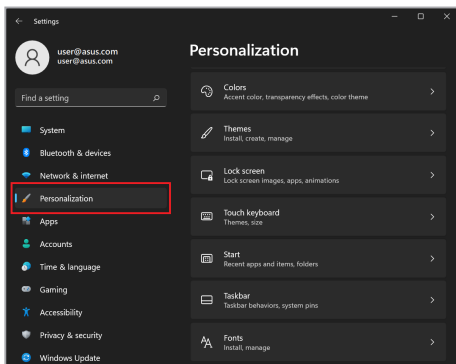 Settings
user@asus.com
user@asus.com
Find a setting
System
Bluetooth & devices
Network & internet
Personalization
Apps
Accounts
Time & language
Gaming
Accessibility
Privacy & security
Windows Update
Personalization
Colors
Accent color, transparency effects, color theme
Themes
Install, create, manage
Lock screen
Lock screen images, apps, animations
Touch keyboard
Themes, size
Start
Recent apps and items, folders
Taskbar
Taskbar behaviors, system pins
Fonts
Install, manage